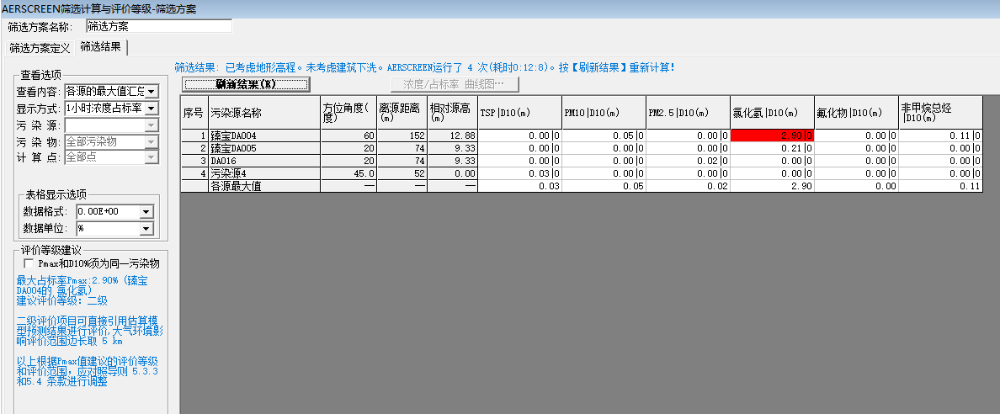 AERSCREEN筛选计算与评价等级-筛选方案
筛选方案名称: 筛选方案
筛选方案定义 筛选结果
查看选项
查看内容: 各源的最大值汇总
显示方式: 1小时浓度占标率
污 染 源:
污 染 物: 全部污染物
计 算 点: 全部点
表格显示选项
数据格式: 0.00E+00
数据单位: %
评价等级建议
Pmax和D10%须为同一污染物
最大占标率Pmax:2.90% (臻宝
DA004的 氯化氢)
建议评价等级: 二级
二级评价项目可直接引用估算模
型预测结果进行评价,大气环境影
响评价范围边长取 5 km
以上根据Pmax值建议的评价等级
和评价范围,应对照导则 5.3.3
和5.4 条款进行调整
筛选结果: 已考虑地形高程。未考虑建筑下洗。AERSCREEN运行了 4 次(耗时0:12:8)。按【刷新结果】重新计算!
刷新结果(R) 浓度/占标率 曲线图…
序号 污染源名称 方位角度(度) 离源距离(m) 相对源高(m) TSP|D10(m) PM10|D10(m) PM2.5|D10(m) 氯化氢|D10(m) 氟化物|D10(m) 非甲烷总烃|D10(m)
1 臻宝DA004 60 152 12.88 0.00|0 0.05|0 0.00|0 2.90|0 0.00|0 0.11|0
2 臻宝DA005 20 74 9.33 0.00|0 0.00|0 0.00|0 0.21|0 0.00|0 0.00|0
3 DA016 20 74 9.33 0.00|0 0.00|0 0.02|0 0.00|0 0.00|0 0.00|0
4 污染源4 45.0 52 0.00 0.03|0 0.00|0 0.00|0 0.00|0 0.00|0 0.00|0
各源最大值 — — — 0.03 0.05 0.02 2.90 0.00 0.11